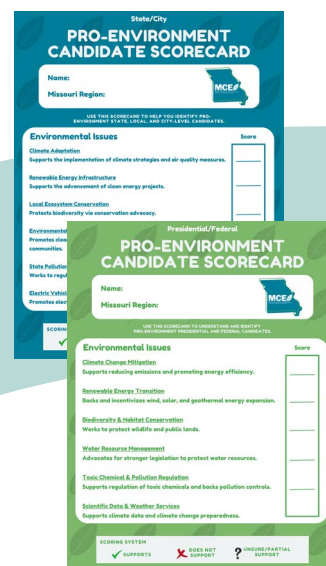 State/City
PRO-ENVIRONMENT
CANDIDATE SCORECARD
Name:
Missouri Region:
MCE
USE THIS SCORECARD TO HELP YOU IDENTIFY PRO-
ENVIRONMENT STATE, LOCAL, AND CITY-LEVEL CANDIDATES.
Environmental Issues
Score
Climate Adaptation
Supports the implementation of climate strategies and air quality measures.
Renewable Energy Infrastructure
Supports the advancement of clean energy projects.
Local Ecosystem Conservation
Protects biodiversity via conservation advocacy.
Environmental
Promotes
communities.
State
Works to
Electric
Promotes
SCORING
Presidential/Federal
PRO-ENVIRONMENT
CANDIDATE SCORECARD
Name:
Missouri Region:
MCE
USE THIS SCORECARD TO UNDERSTAND AND IDENTIFY
PRO-ENVIRONMENT PRESIDENTIAL AND FEDERAL CANDIDATES.
Environmental Issues
Score
Climate Change Mitigation
Supports reducing emissions and promoting energy efficiency.
Renewable Energy Transition
Backs and incentivizes wind, solar, and geothermal energy expansion.
Biodiversity & Habitat Conservation
Works to protect wildlife and public lands.
Water Resource Management
Advocates for stronger legislation to protect water resources.
Toxic Chemical & Pollution Regulation
Supports regulation of toxic chemicals and backs pollution controls.
Scientific Data & Weather Services
Supports climate data and climate change preparedness.
SCORING SYSTEM
SUPPORTS
DOES NOT
SUPPORT
? UNSURE/PARTIAL
SUPPORT